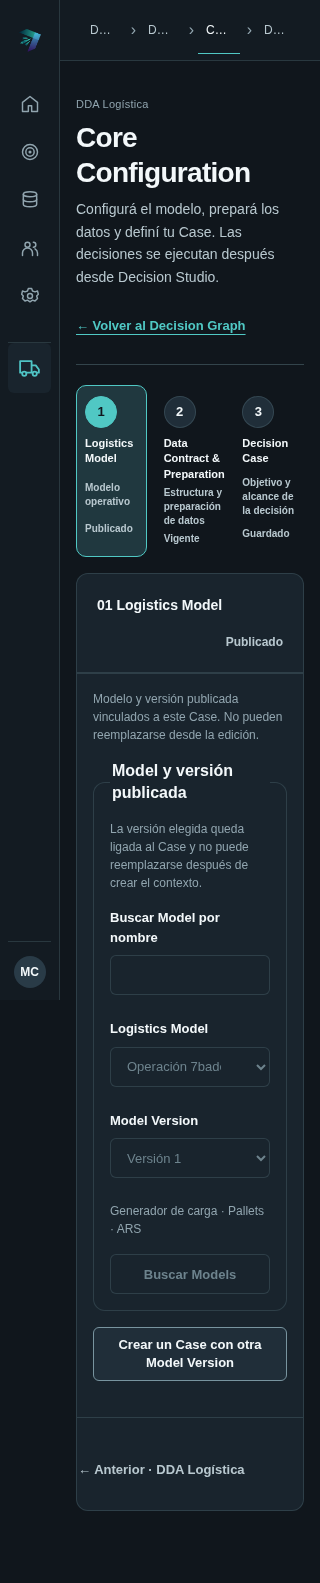 D… › D… › C… › D…
DDA Logística
Core
Configuration
Configurá el modelo, prepará los
datos y definí tu Case. Las
decisiones se ejecutan después
desde Decision Studio.
← Volver al Decision Graph
1
Logistics
Model
Modelo
operativo
Publicado
2
Data
Contract &
Preparation
Estructura y
preparación
de datos
Vigente
3
Decision
Case
Objetivo y
alcance de
la decisión
Guardado
01 Logistics Model
Publicado
Modelo y versión publicada
vinculados a este Case. No pueden
reemplazarse desde la edición.
Model y versión
publicada
La versión elegida queda
ligada al Case y no puede
reemplazarse después de
crear el contexto.
Buscar Model por
nombre
Logistics Model
Operación 7bad
Model Version
Versión 1
Generador de carga · Pallets
· ARS
Buscar Models
Crear un Case con otra
Model Version
← Anterior · DDA Logística
MC